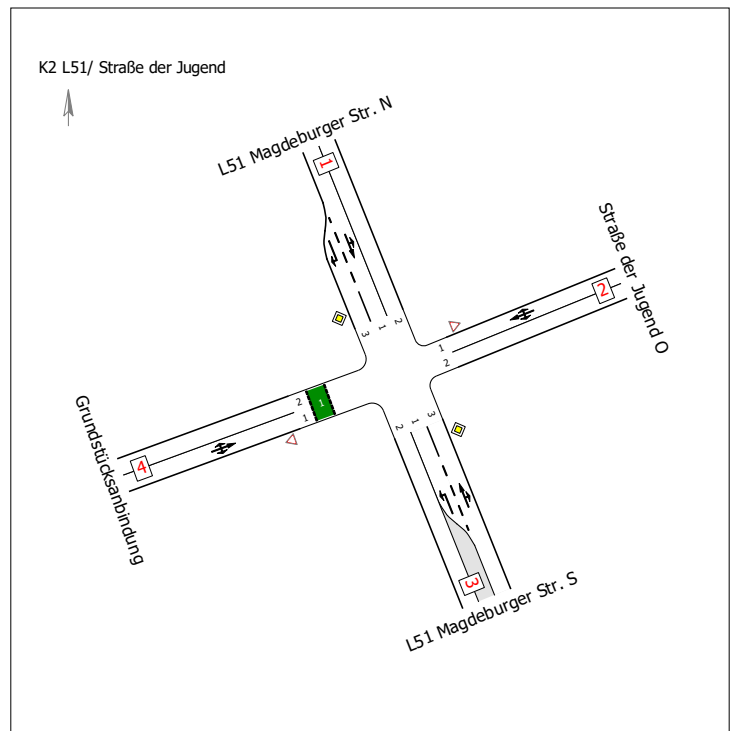 K2 L51/ Straße der Jugend
L51 Magdeburger Str. N
1
Straße der Jugend O
2
3 1 2
1
2
2
1
1
2 1 3
Grundstücksanbindung
4
3
L51 Magdeburger Str. S